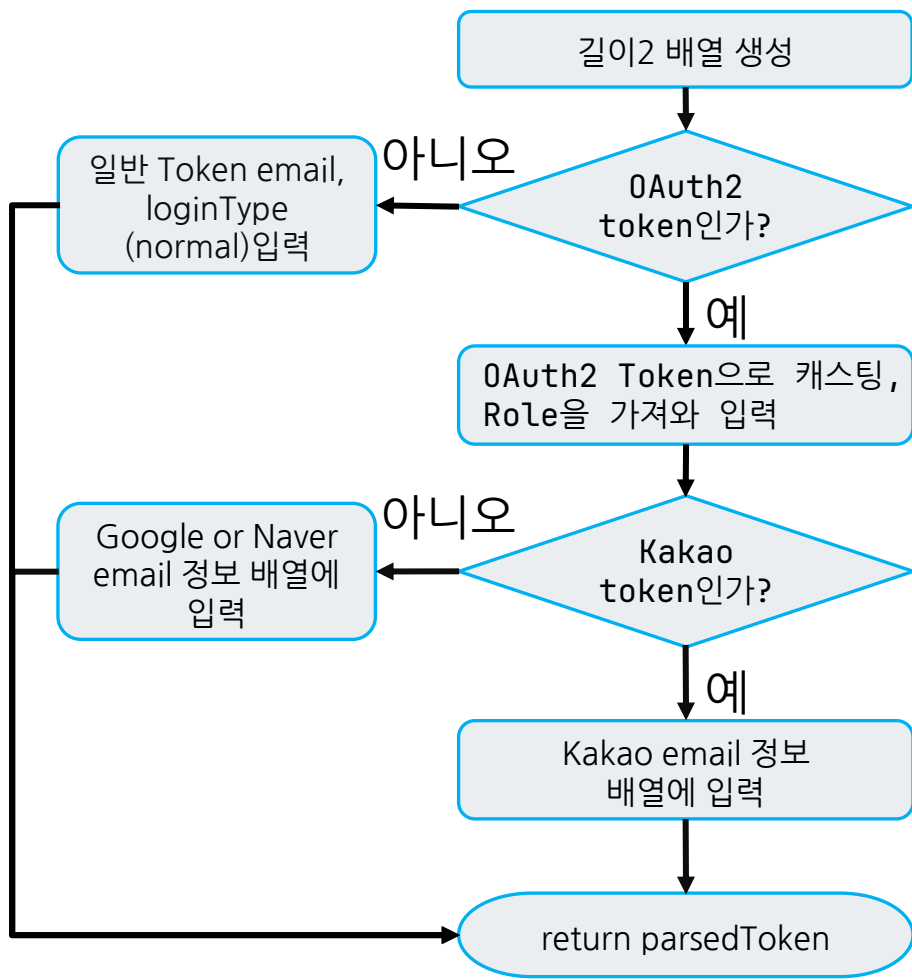 길이2 배열 생성
아니오
OAuth2
token인가?
일반 Token email,
loginType
(normal)입력
예
OAuth2 Token으로 캐스팅,
Role을 가져와 입력
아니오
Kakao
token인가?
Google or Naver
email 정보 배열에
입력
예
Kakao email 정보
배열에 입력
return parsedToken